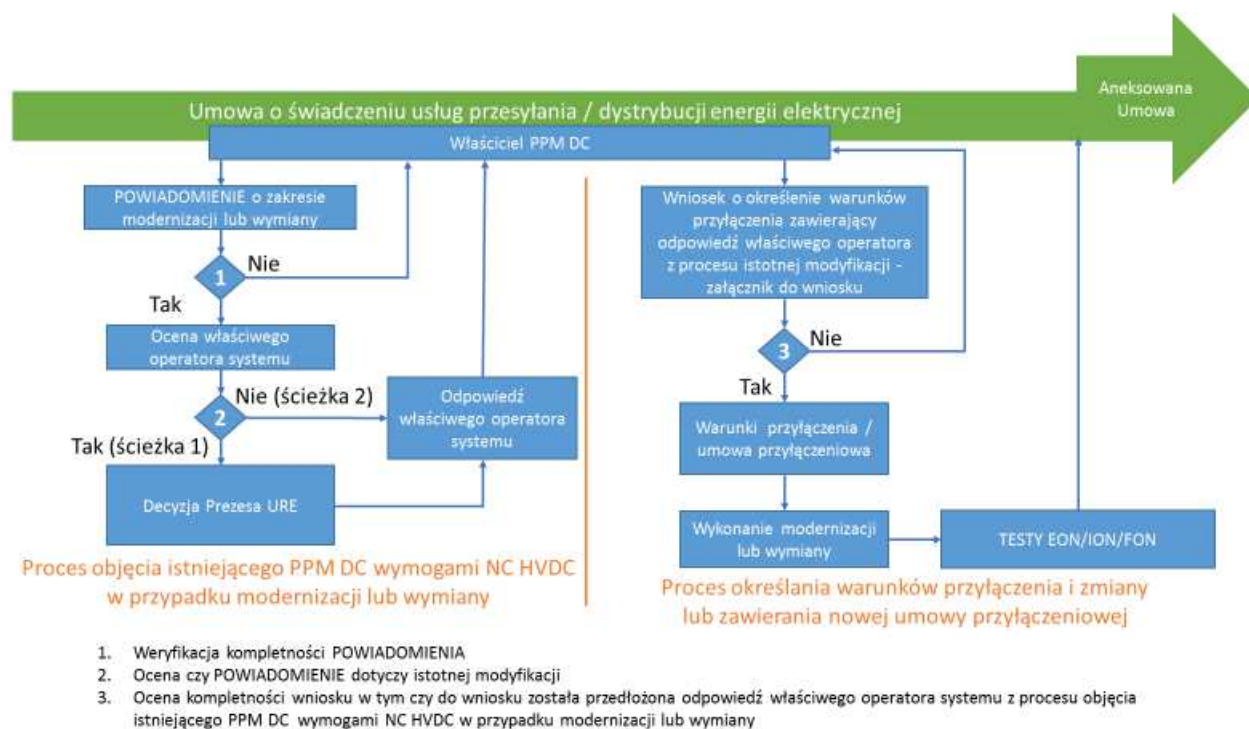 Umowa o świadczeniu usług przesyłania / dystrybucji energii elektrycznej
Aneksowana
Umowa
Właściciel PPM DC
POWIADOMIENIE o zakresie
modernizacji lub wymiany
1
Nie
Tak
Ocena właściwego
operatora systemu
2
Nie (ścieżka 2)
Tak (ścieżka 1)
Odpowiedź
właściwego operatora
systemu
Decyzja Prezesa URE
Proces objęcia istniejącego PPM DC wymogami NC HVDC
w przypadku modernizacji lub wymiany
Wniosek o określenie warunków
przyłączenia zawierający
odpowiedź właściwego operatora
z procesu istotnej modyfikacji -
załącznik do wniosku
3
Nie
Tak
Warunki przyłączenia /
umowa przyłączeniowa
Wykonanie modernizacji
lub wymiany
TESTY EON/ION/FON
Proces określania warunków przyłączenia i zmiany
lub zawierania nowej umowy przyłączeniowej
1. Weryfikacja kompletności POWIADOMIENIA
2. Ocena czy POWIADOMIENIE dotyczy istotnej modyfikacji
3. Ocena kompletności wniosku w tym czy do wniosku została przedłożona odpowiedź właściwego operatora systemu z procesu objęcia
istniejącego PPM DC wymogami NC HVDC w przypadku modernizacji lub wymiany